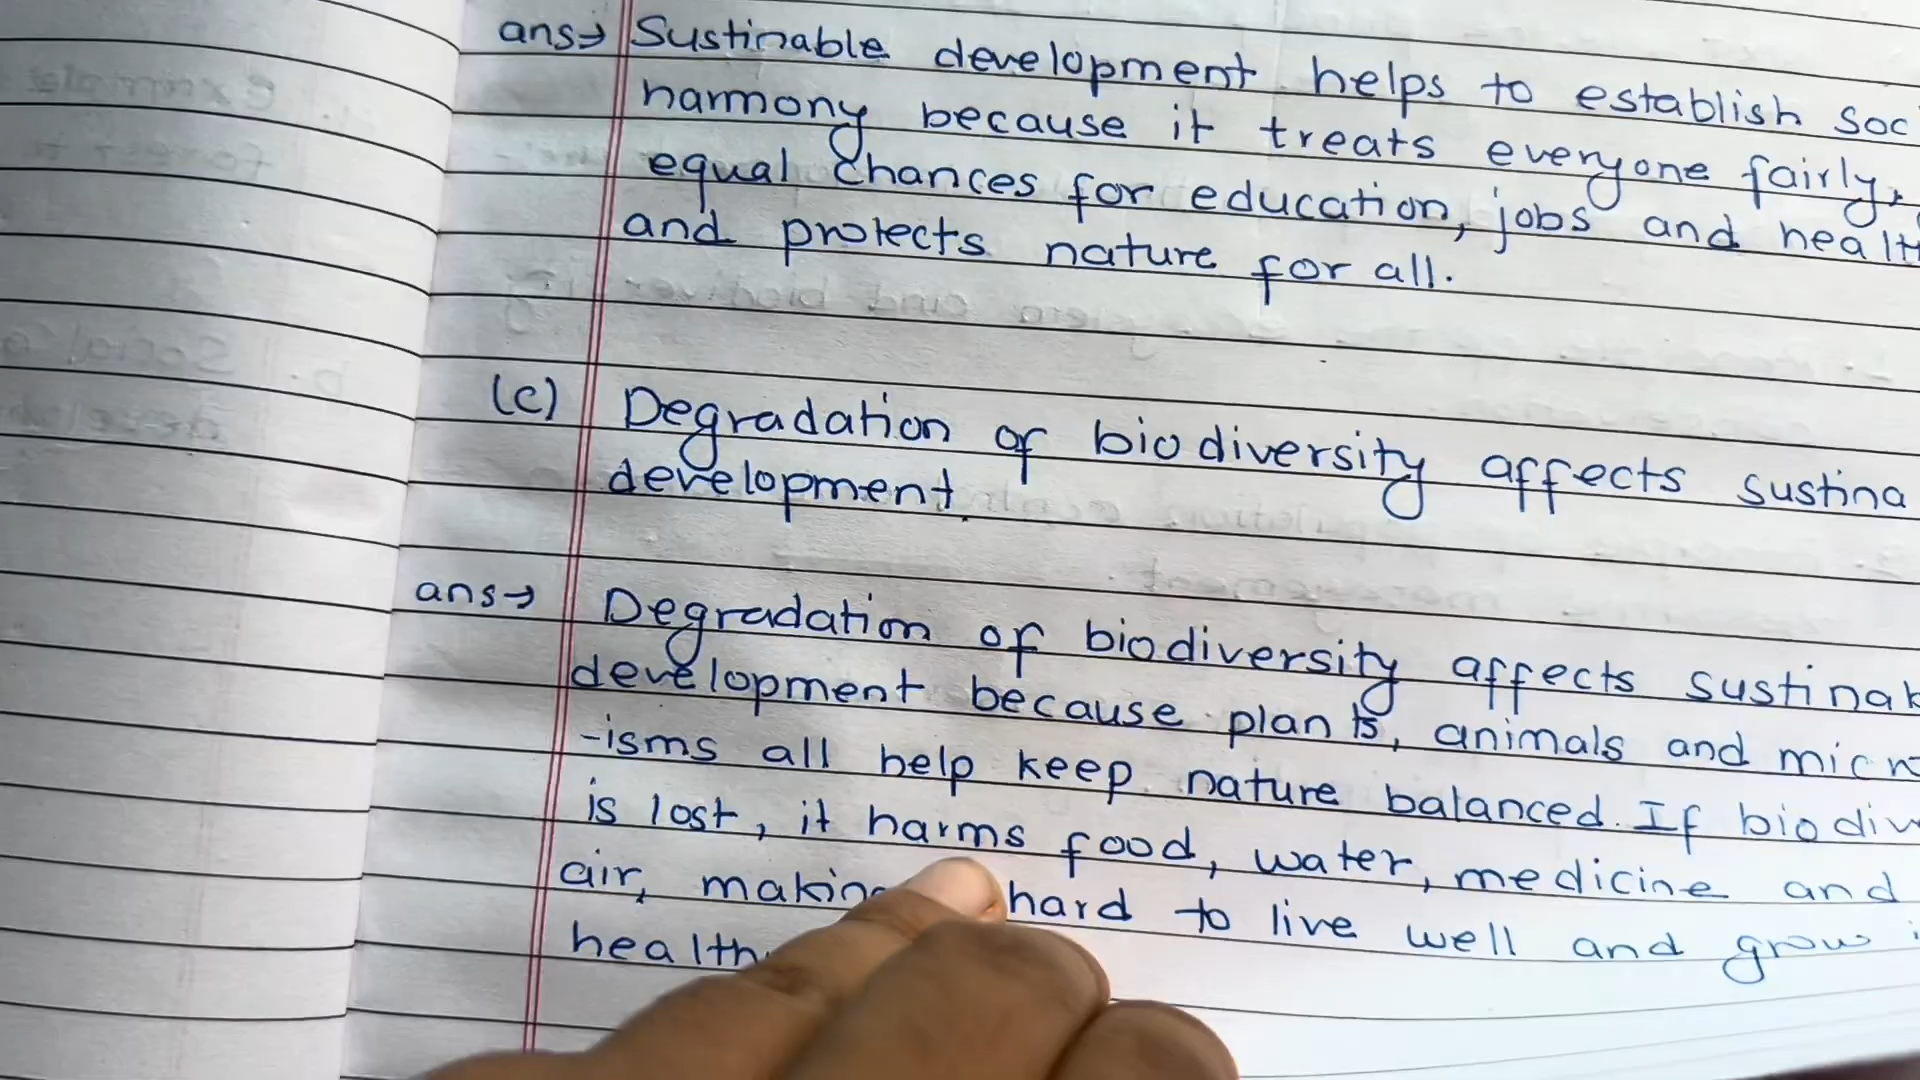 ans→ Sustinable development helps to establish soc
harmony because it treats everyone fairly,
equal chances for education, jobs and healt
and protects nature for all.
(c) Degradation of biodiversity affects sustina
development.
ans→ Degradation of biodiversity affects sustinab
development because plants, animals and micro
-isms all help keep nature balanced. If biodiv
is lost, it harms food, water, medicine and
air, making hard to live well and grow
health